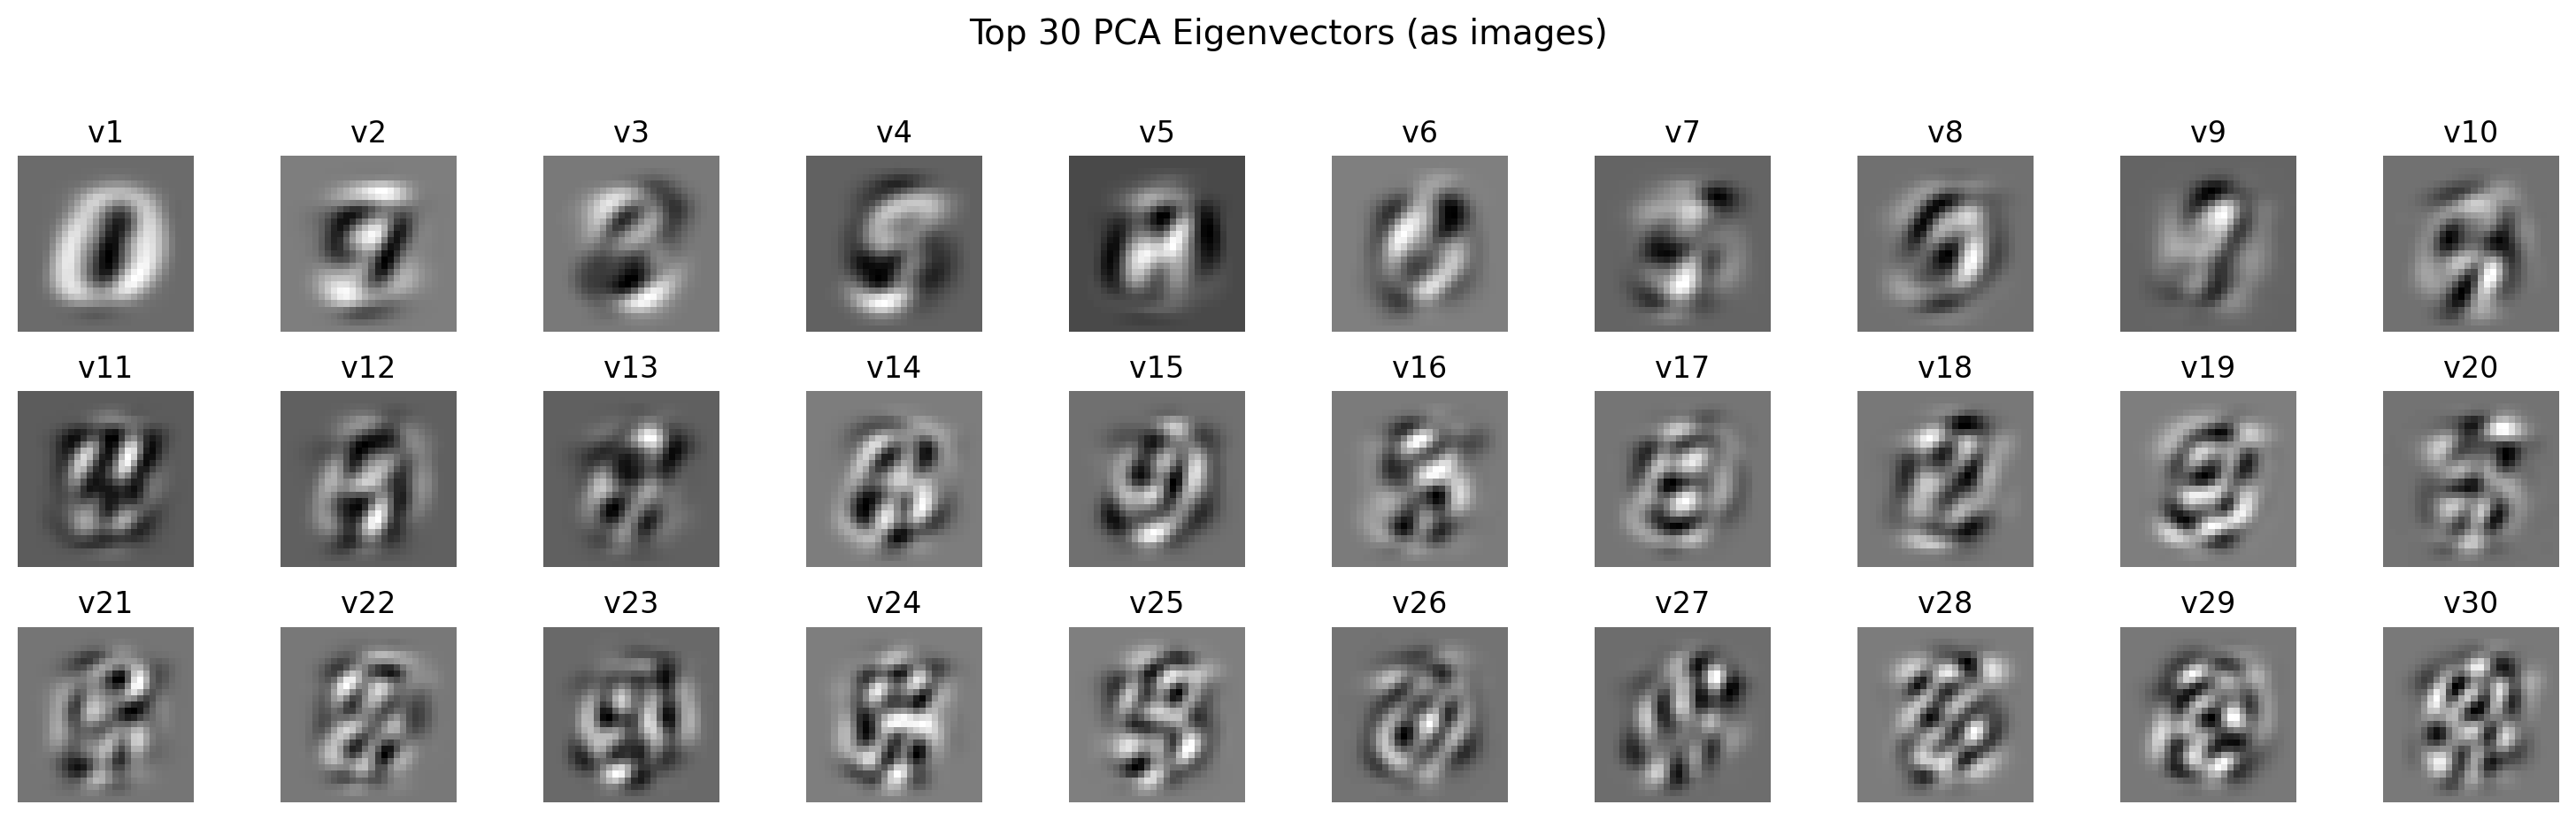 Top 30 PCA Eigenvectors (as images)
v1 v2 v3 v4 v5 v6 v7 v8 v9 v10
v11 v12 v13 v14 v15 v16 v17 v18 v19 v20
v21 v22 v23 v24 v25 v26 v27 v28 v29 v30